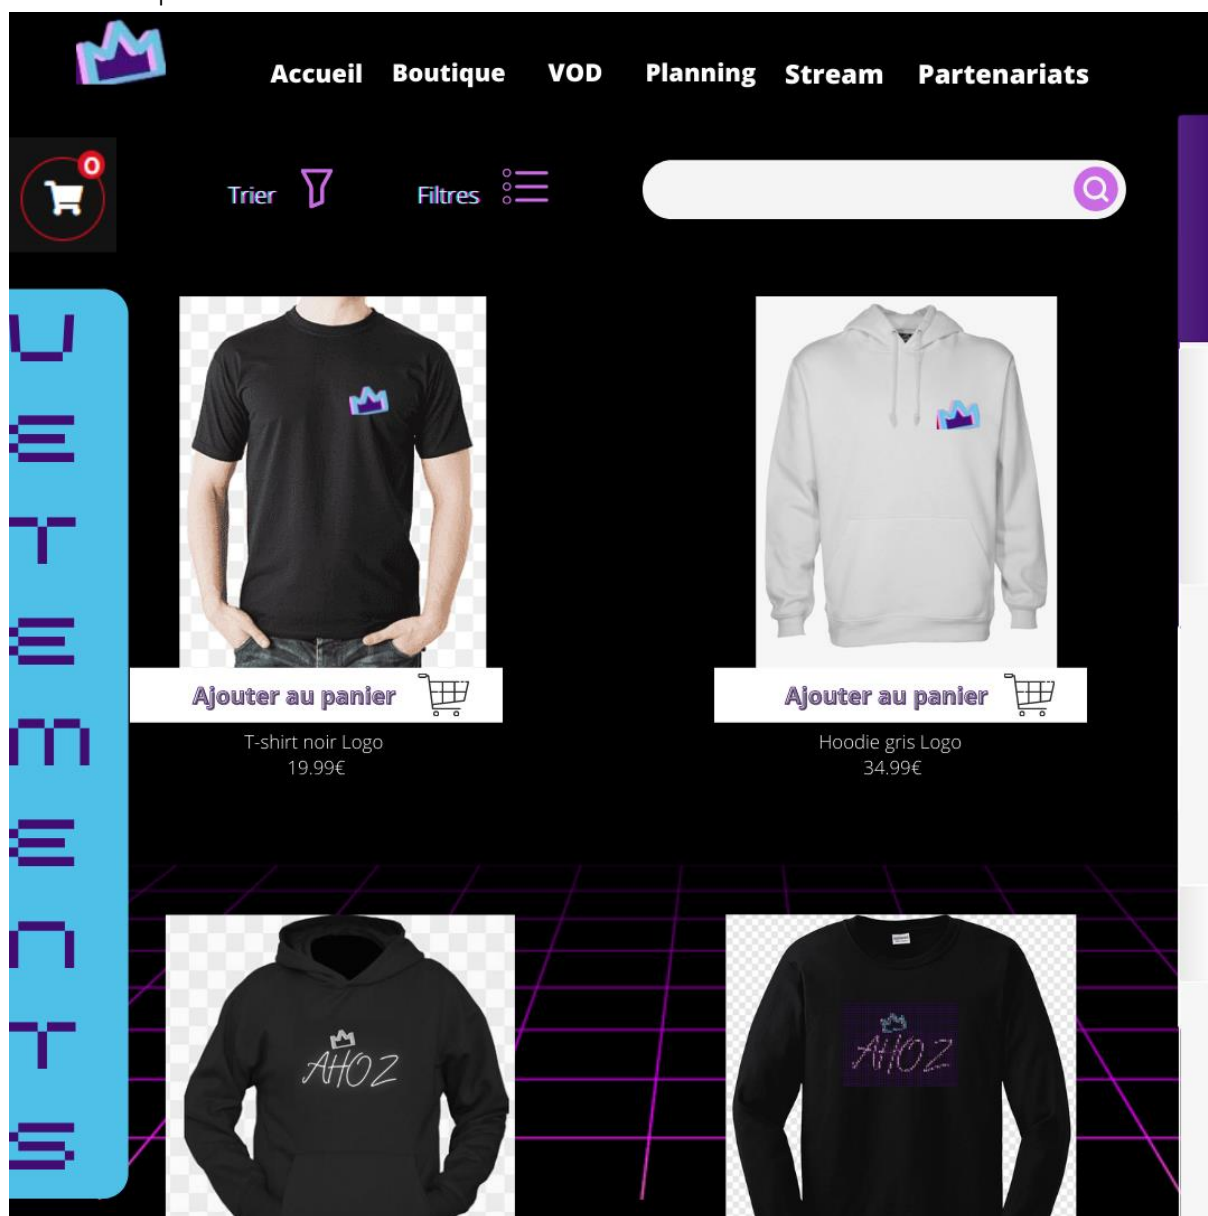 Accueil Boutique VOD Planning Stream Partenariats
0
Trier Filtres
VETEMENTS
Ajouter au panier Ajouter au panier
T-shirt noir Logo Hoodie gris Logo
19.99€ 34.99€
AHOZ AHOZ